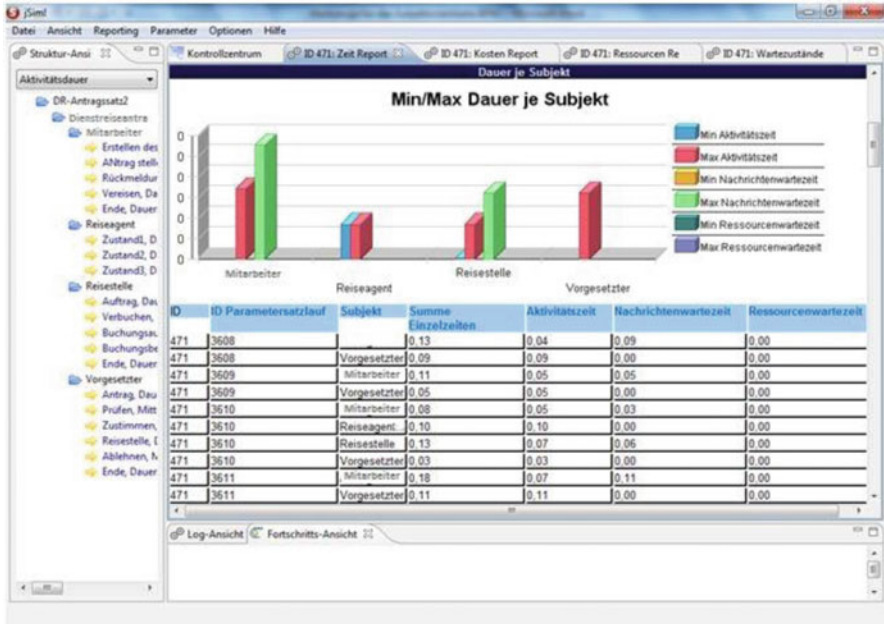 jSim!
Datei Ansicht Reporting Parameter Optionen Hilfe
Struktur-Ansi
Kontrollzentrum
ID 471: Zeit Report
ID 471: Kosten Report
ID 471: Ressourcen Re
ID 471: Wartezustände
Aktivitätsdauer
DR-Antragssatz2
Dienstreiseantra
Mitarbeiter
Erstellen des
ANtrag stell
Rückmeldur
Vereisen, Da
Ende, Dauer
Reiseagent
Zustand1, D
Zustand2, D
Zustand3, D
Reisestelle
Auftrag, Dau
Verbuchen,
Buchungsau
Buchungsbe
Ende, Dauer
Vorgesetzter
Antrag, Dau
Prüfen, Mitt
Zustimmen,
Reisestelle, D
Ablehnen, M
Ende, Dauer
Dauer je Subjekt
Min/Max Dauer je Subjekt
0
0
0
0
0
0
0
Mitarbeiter
Reiseagent
Reisestelle
Vorgesetzter
Min Aktivitätszeit
Max Aktivitätszeit
Min Nachrichtenwartezeit
Max Nachrichtenwartezeit
Min Ressourcenwartezeit
Max Ressourcenwartezeit
ID ID Parametersatzlauf Subjekt Summe Einzelzeiten Aktivitätszeit Nachrichtenwartezeit Ressourcenwartezeit
471 3608 0,13 0,04 0,09 0,00
471 3608 Vorgesetzter 0,09 0,09 0,00 0,00
471 3609 Mitarbeiter 0,11 0,05 0,05 0,00
471 3609 Vorgesetzter 0,05 0,05 0,00 0,00
471 3610 Mitarbeiter 0,08 0,05 0,03 0,00
471 3610 Reiseagent 0,10 0,10 0,00 0,00
471 3610 Reisestelle 0,13 0,07 0,06 0,00
471 3610 Vorgesetzter 0,03 0,03 0,00 0,00
471 3611 Mitarbeiter 0,18 0,07 0,11 0,00
471 3611 Vorgesetzter 0,11 0,11 0,00 0,00
Log-Ansicht
Fortschritts-Ansicht